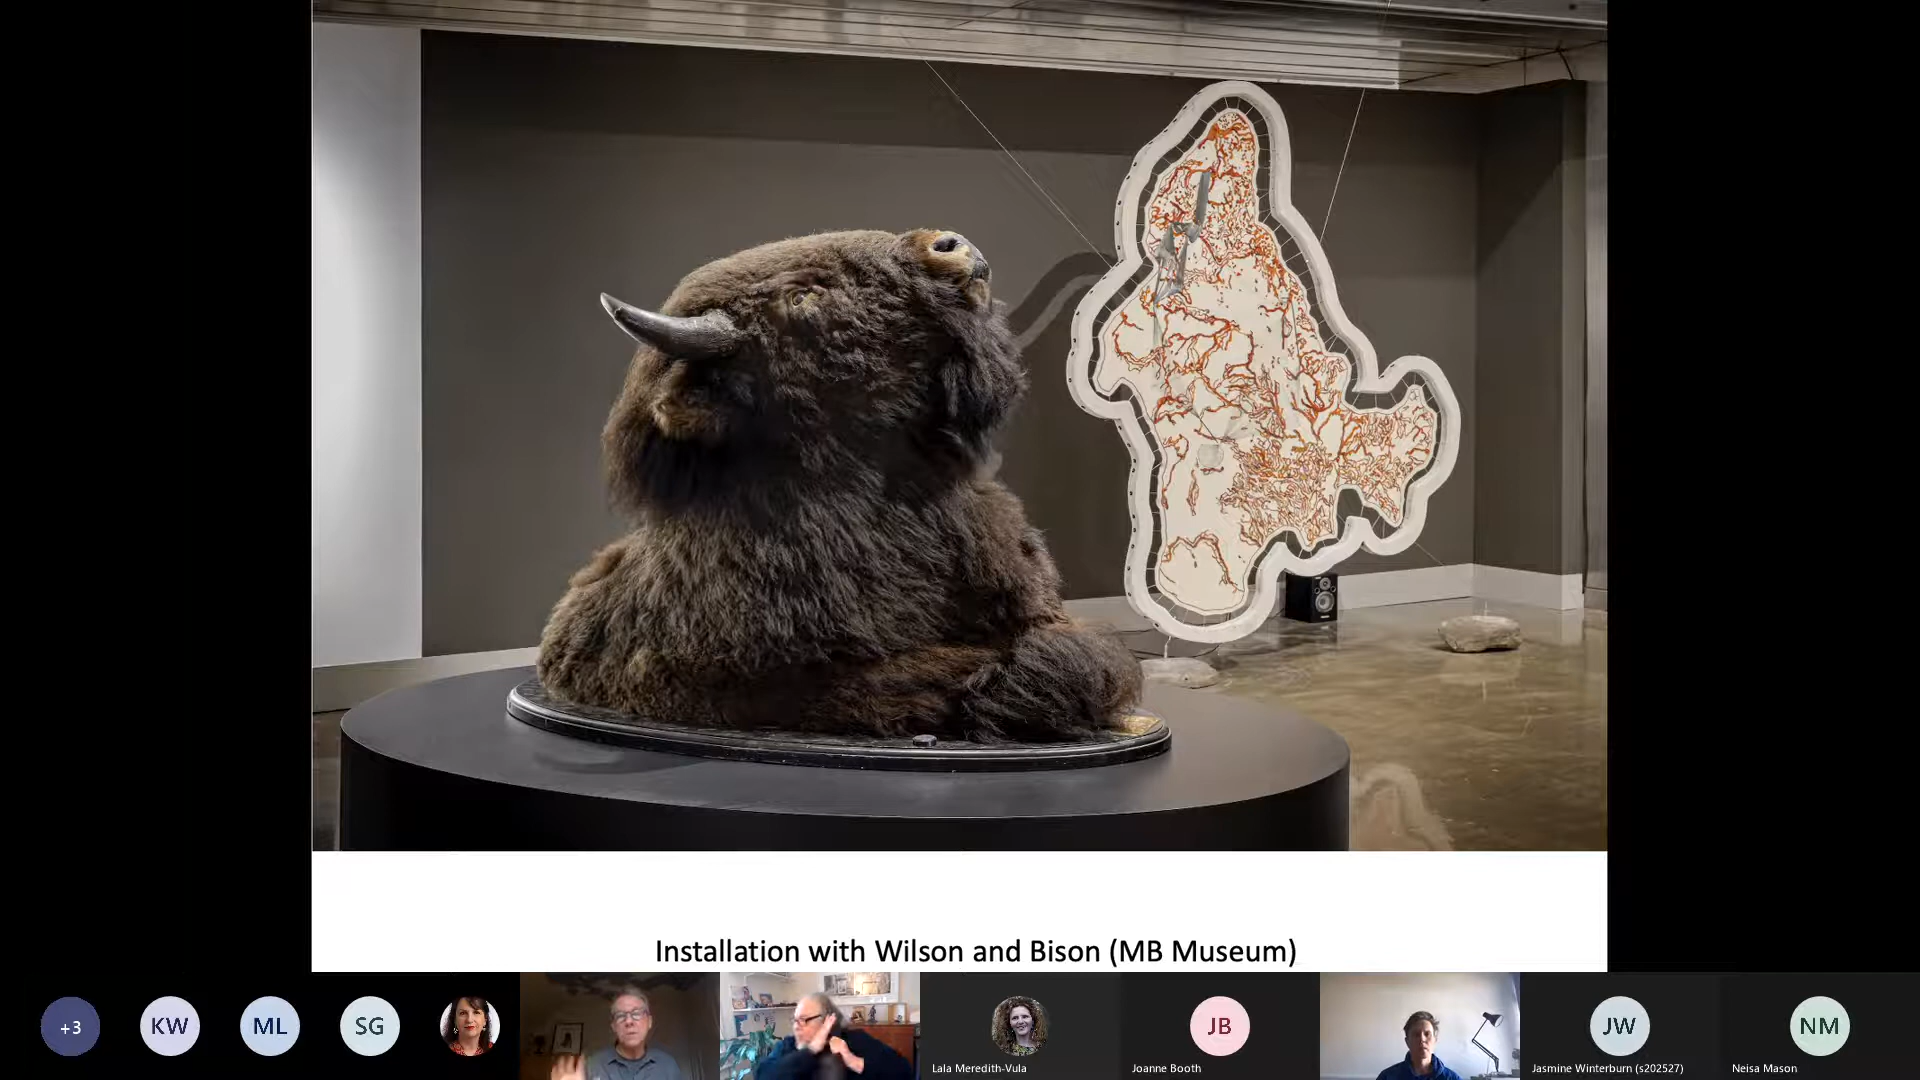 Installation with Wilson and Bison (MB Museum)
+3
KW
ML
SG
Lala Meredith-Vula
JB
Joanne Booth
JW
Jasmine Winterburn (s202527)
NM
Neisa Mason